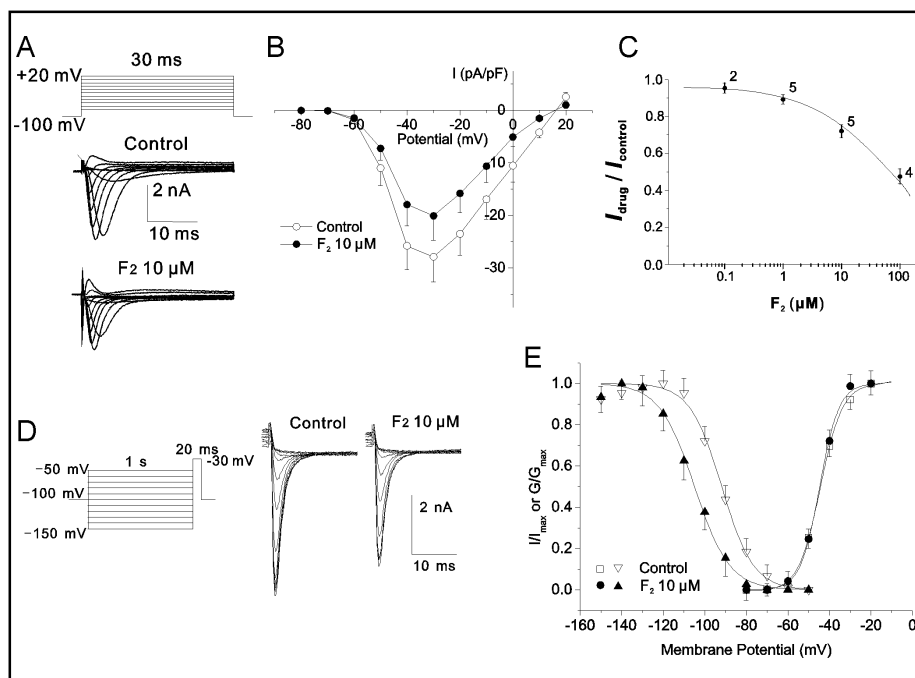 A
30 ms
+20 mV
-100 mV
Control
2 nA
10 ms
F2 10 µM
B
I (pA/pF)
-80 -60 -40 -20 0 20
0
Potential (mV)
-10
-20
-30
Control
F2 10 µM
C
Idrug / Icontrol
1.0
0.8
0.6
0.4
0.2
0.0
2
5
5
4
0.1 1 10 100
F2 (µM)
D
1 s
20 ms
-30 mV
-50 mV
-100 mV
-150 mV
Control
F2 10 µM
2 nA
10 ms
E
I/Imax or G/Gmax
1.0
0.8
0.6
0.4
0.2
0.0
Control
F2 10 µM
-160 -140 -120 -100 -80 -60 -40 -20 0
Membrane Potential (mV)